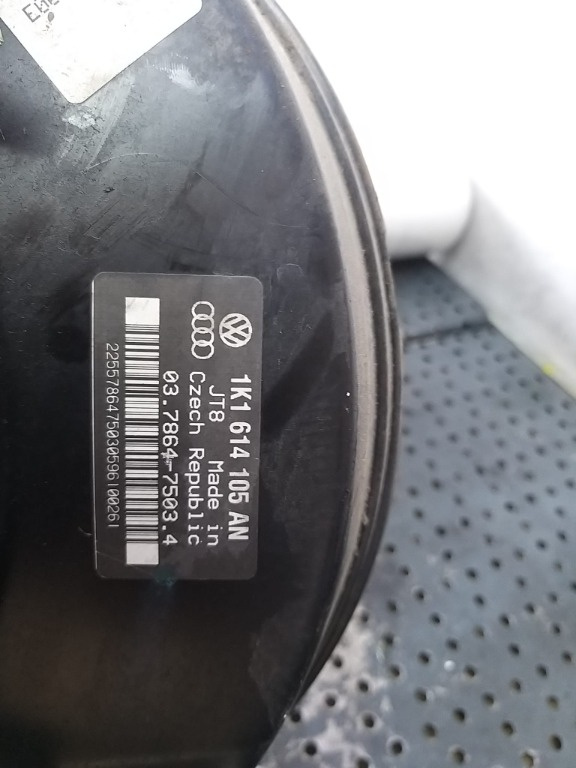 1K1 614 105 AN
JT8 Made in
Czech Republic
03.7864-7503.4
2255786475030596100261